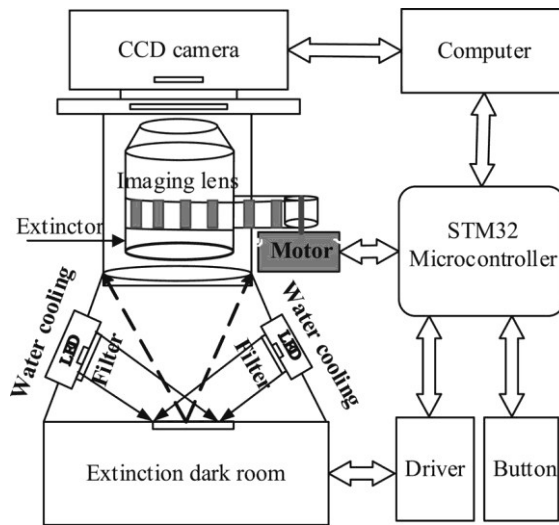 CCD camera
Computer
Imaging lens
Extinctor
Motor
STM32
Microcontroller
Water cooling
LED
Filter
Filter
LED
Water cooling
Extinction dark room
Driver
Button